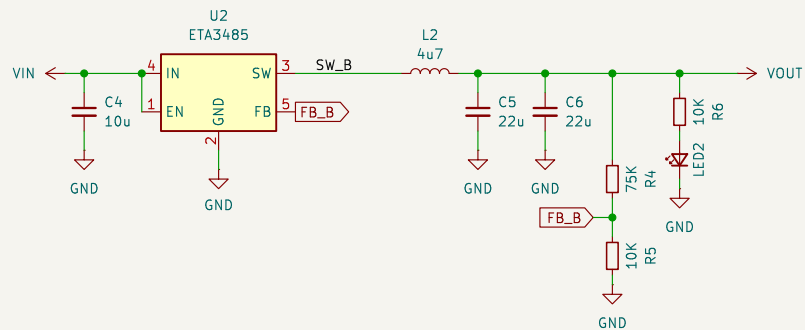 U2
ETA3485
VIN
4
IN
1
EN
GND
2
SW
3
FB
5
SW_B
FB_B
L2
4u7
VOUT
C4
10u
GND
GND
C5
22u
GND
C6
22u
GND
75K
R4
FB_B
10K
R5
GND
10K
R6
LED2
GND